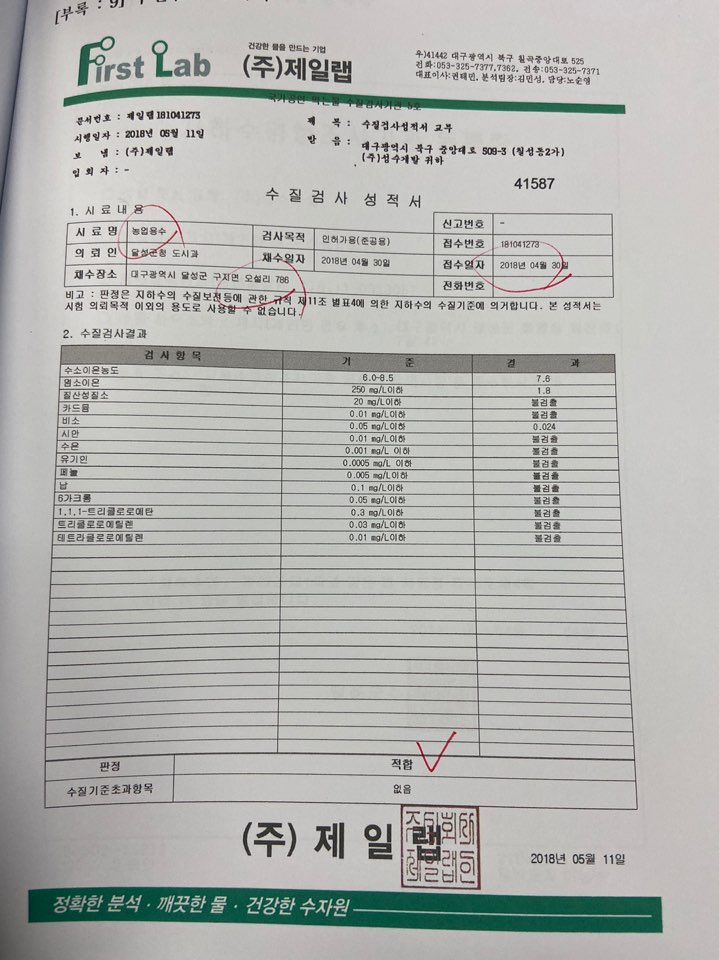 [부록 : 9]
First Lab
건강한 물을 만드는 기업
(주)제일랩
우)41442 대구광역시 북구 칠곡중앙대로 525
전화:053-325-7377,7362, 전송:053-325-7371
대표이사:권태민, 분석팀장:김민성, 담당:노순영
국가공인 먹는물 수질검사기관 5호
문서번호 : 제일랩181041273
시행일자 : 2018년 05월 11일
보 냄 : (주)제일랩
입 회 자 : -
제 목 : 수질검사성적서 교부
받 음 : 대구광역시 북구 중앙대로 509-3 (칠성동2가)
(주)성수개발 귀하
41587
수 질 검 사 성 적 서
1. 시 료 내 용
시 료 명 농업용수 검사목적 인허가용(준공용) 신고번호 -
의 뢰 인 달성군청 도시과 채수일자 2018년 04월 30일 접수번호 181041273
채수장소 대구광역시 달성군 구지면 오설리 786 접수일자 2018년 04월 30일
전화번호
비고 : 판정은 지하수의 수질보전등에 관한 규칙 제11조 별표4에 의한 지하수의 수질기준에 의거합니다. 본 성적서는
시험 의뢰목적 이외의 용도로 사용할 수 없습니다.
2. 수질검사결과
검 사 항 목 기 준 결 과
수소이온농도 6.0-8.5 7.6
염소이온 250 mg/L이하 1.8
질산성질소 20 mg/L이하 불검출
카드뮴 0.01 mg/L이하 불검출
비소 0.05 mg/L이하 0.024
시안 0.01 mg/L이하 불검출
수은 0.001 mg/L 이하 불검출
유기인 0.0005 mg/L 이하 불검출
페놀 0.005 mg/L이하 불검출
납 0.1 mg/L이하 불검출
6가크롬 0.05 mg/L이하 불검출
1,1,1-트리클로로에탄 0.3 mg/L이하 불검출
트리클로로에틸렌 0.03 mg/L이하 불검출
테트라클로로에틸렌 0.01 mg/L이하 불검출
판정 적합
수질기준초과항목 없음
(주) 제 일 랩
2018년 05월 11일
정확한 분석 · 깨끗한 물 · 건강한 수자원